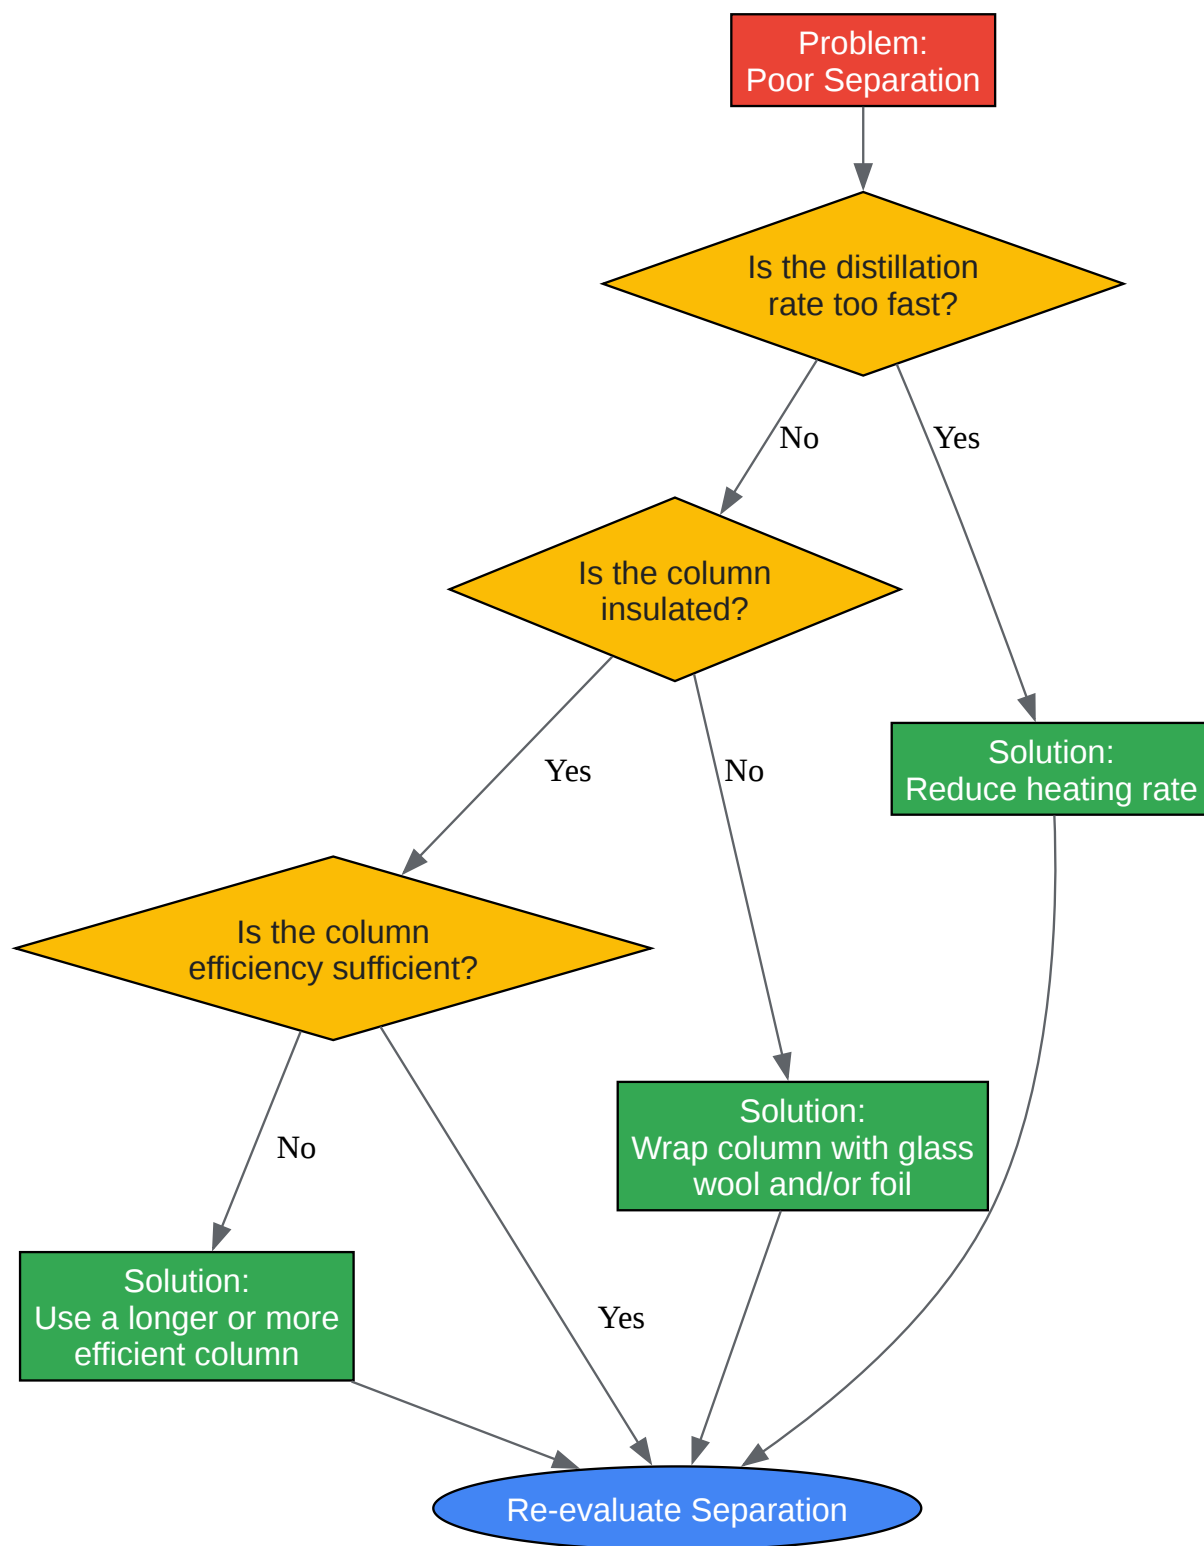 Problem:
Poor Separation
Is the distillation
rate too fast?
No
Yes
Is the column
insulated?
Solution:
Reduce heating rate
Yes
No
Is the column
efficiency sufficient?
Solution:
Wrap column with glass
wool and/or foil
No
Solution:
Use a longer or more
efficient column
Yes
Re-evaluate Separation